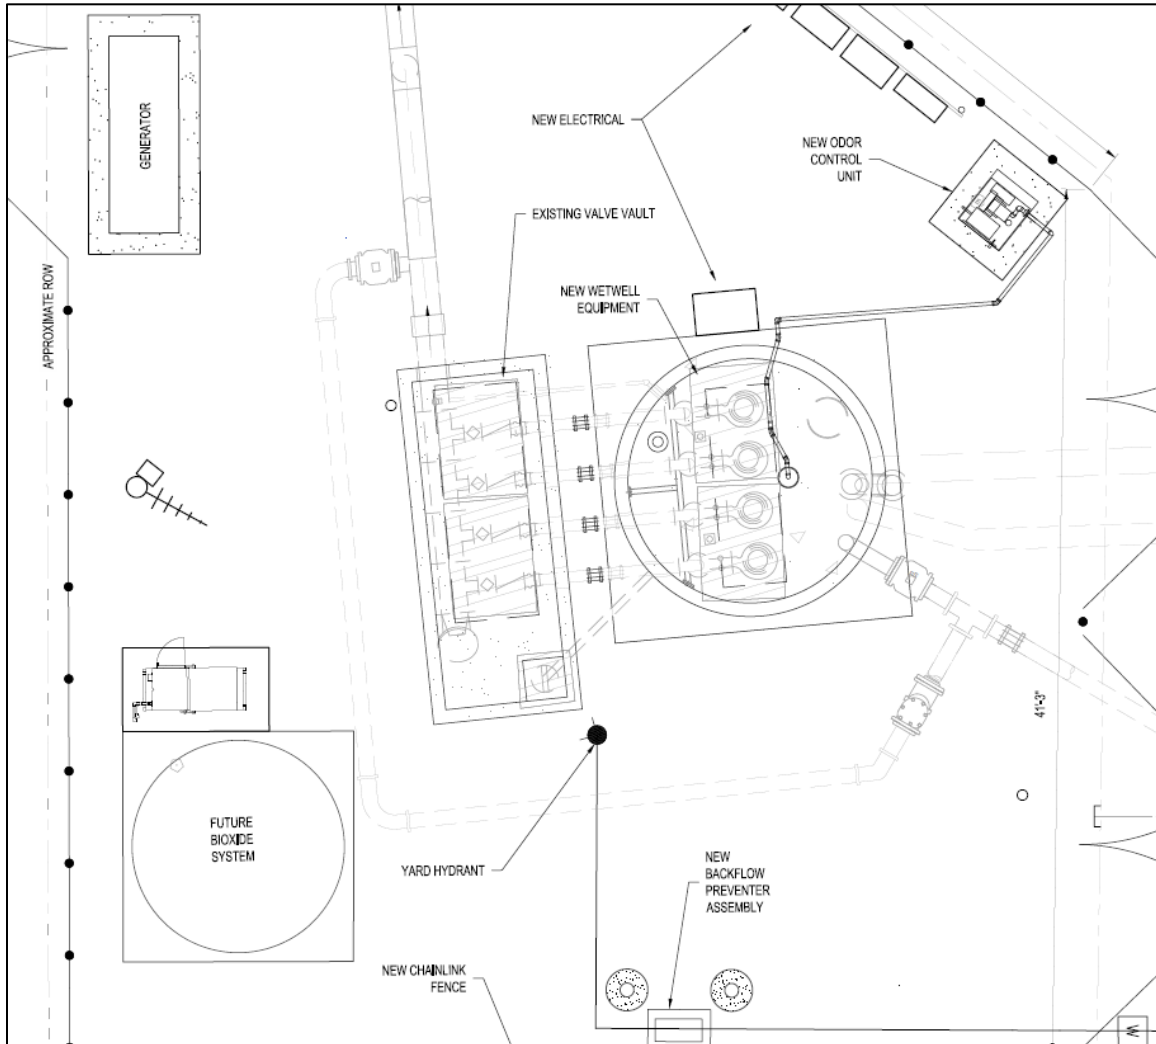 GENERATOR
NEW ELECTRICAL
NEW ODOR
CONTROL
UNIT
EXISTING VALVE VAULT
APPROXIMATE ROW
NEW WETWELL
EQUIPMENT
41'-3"
FUTURE
BIOXIDE
SYSTEM
YARD HYDRANT
NEW
BACKFLOW
PREVENTER
ASSEMBLY
NEW CHAINLINK
FENCE
W